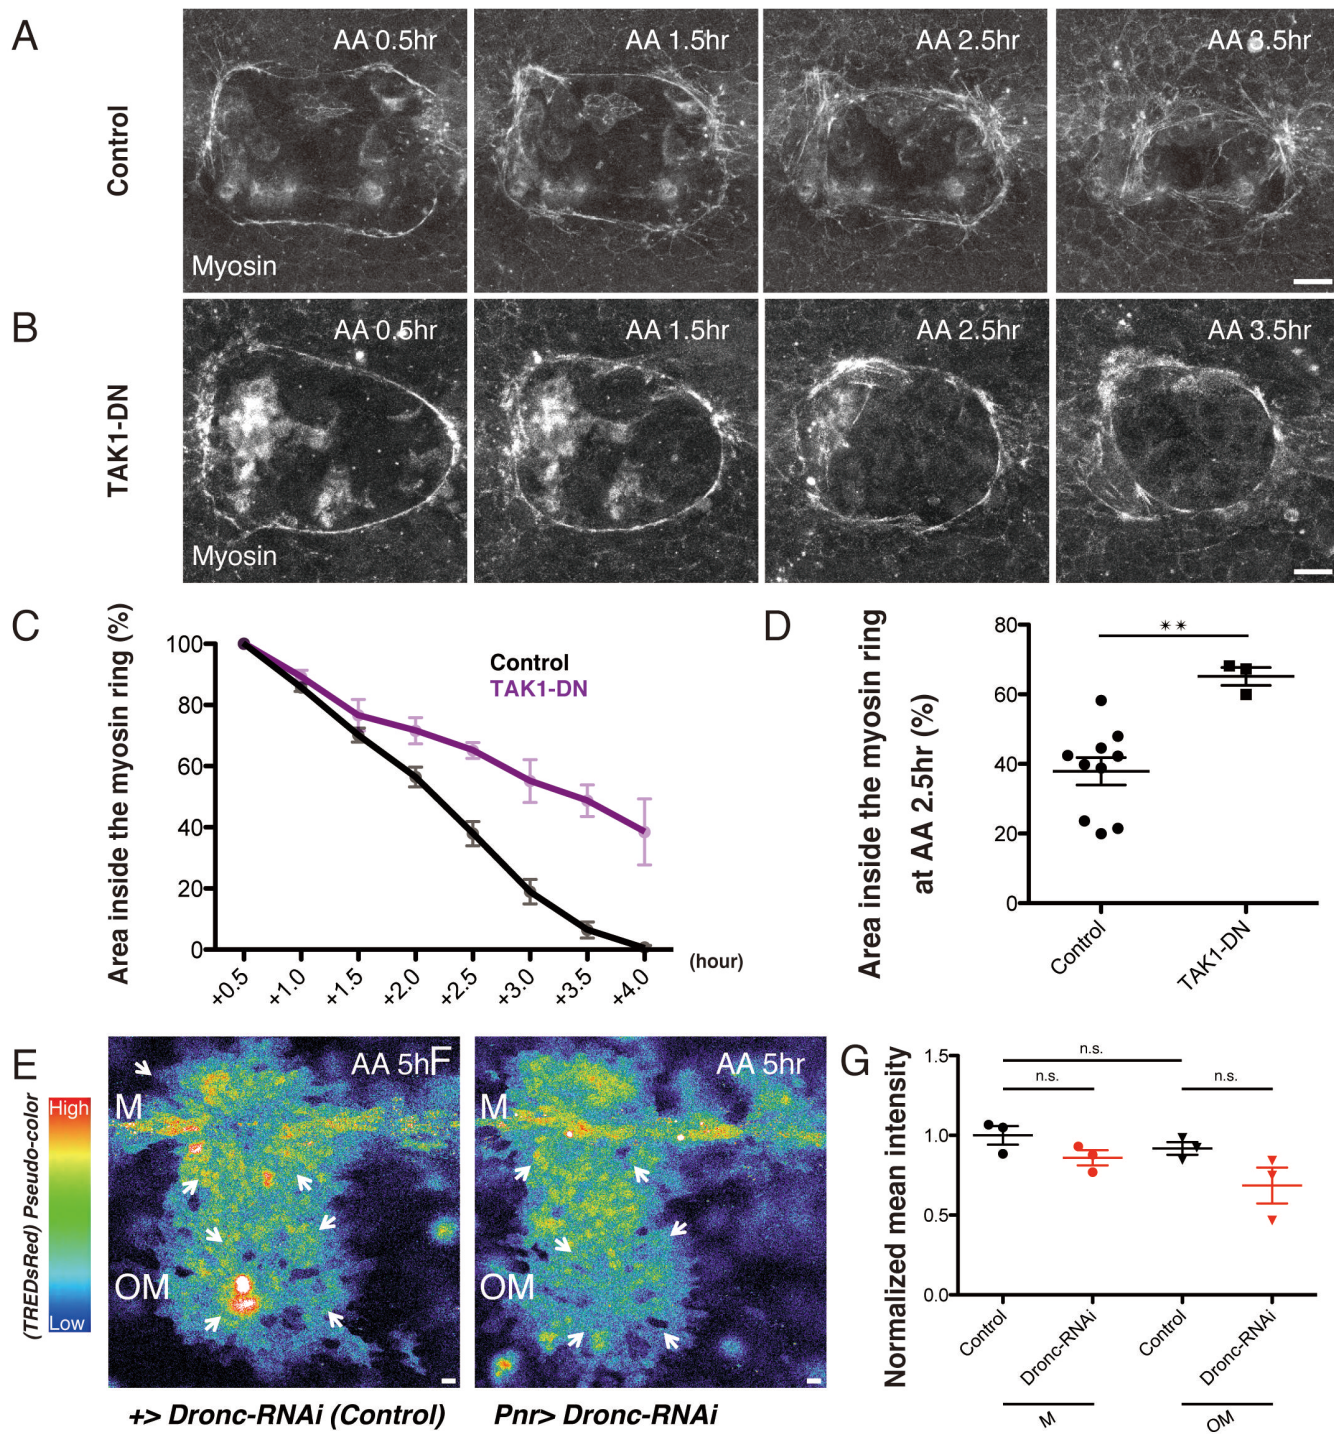 A
Control
AA 0.5hr
AA 1.5hr
AA 2.5hr
AA 3.5hr
Myosin
B
TAK1-DN
AA 0.5hr
AA 1.5hr
AA 2.5hr
AA 3.5hr
Myosin
C
Area inside the myosin ring (%)
100
80
60
40
20
0
Control
TAK1-DN
+0.5
+1.0
+1.5
+2.0
+2.5
+3.0
+3.5
+4.0
(hour)
D
Area inside the myosin ring
at AA 2.5hr (%)
80
60
40
20
0
**
Control
TAK1-DN
E
(TREDsRed) Pseudo-color
High
Low
AA 5h
M
OM
+> Dronc-RNAi (Control)
F
AA 5hr
M
OM
Pnr> Dronc-RNAi
G
Normalized mean intensity
1.5
1.0
0.5
0.0
n.s.
n.s.
n.s.
Control
Dronc-RNAi
Control
Dronc-RNAi
M
OM